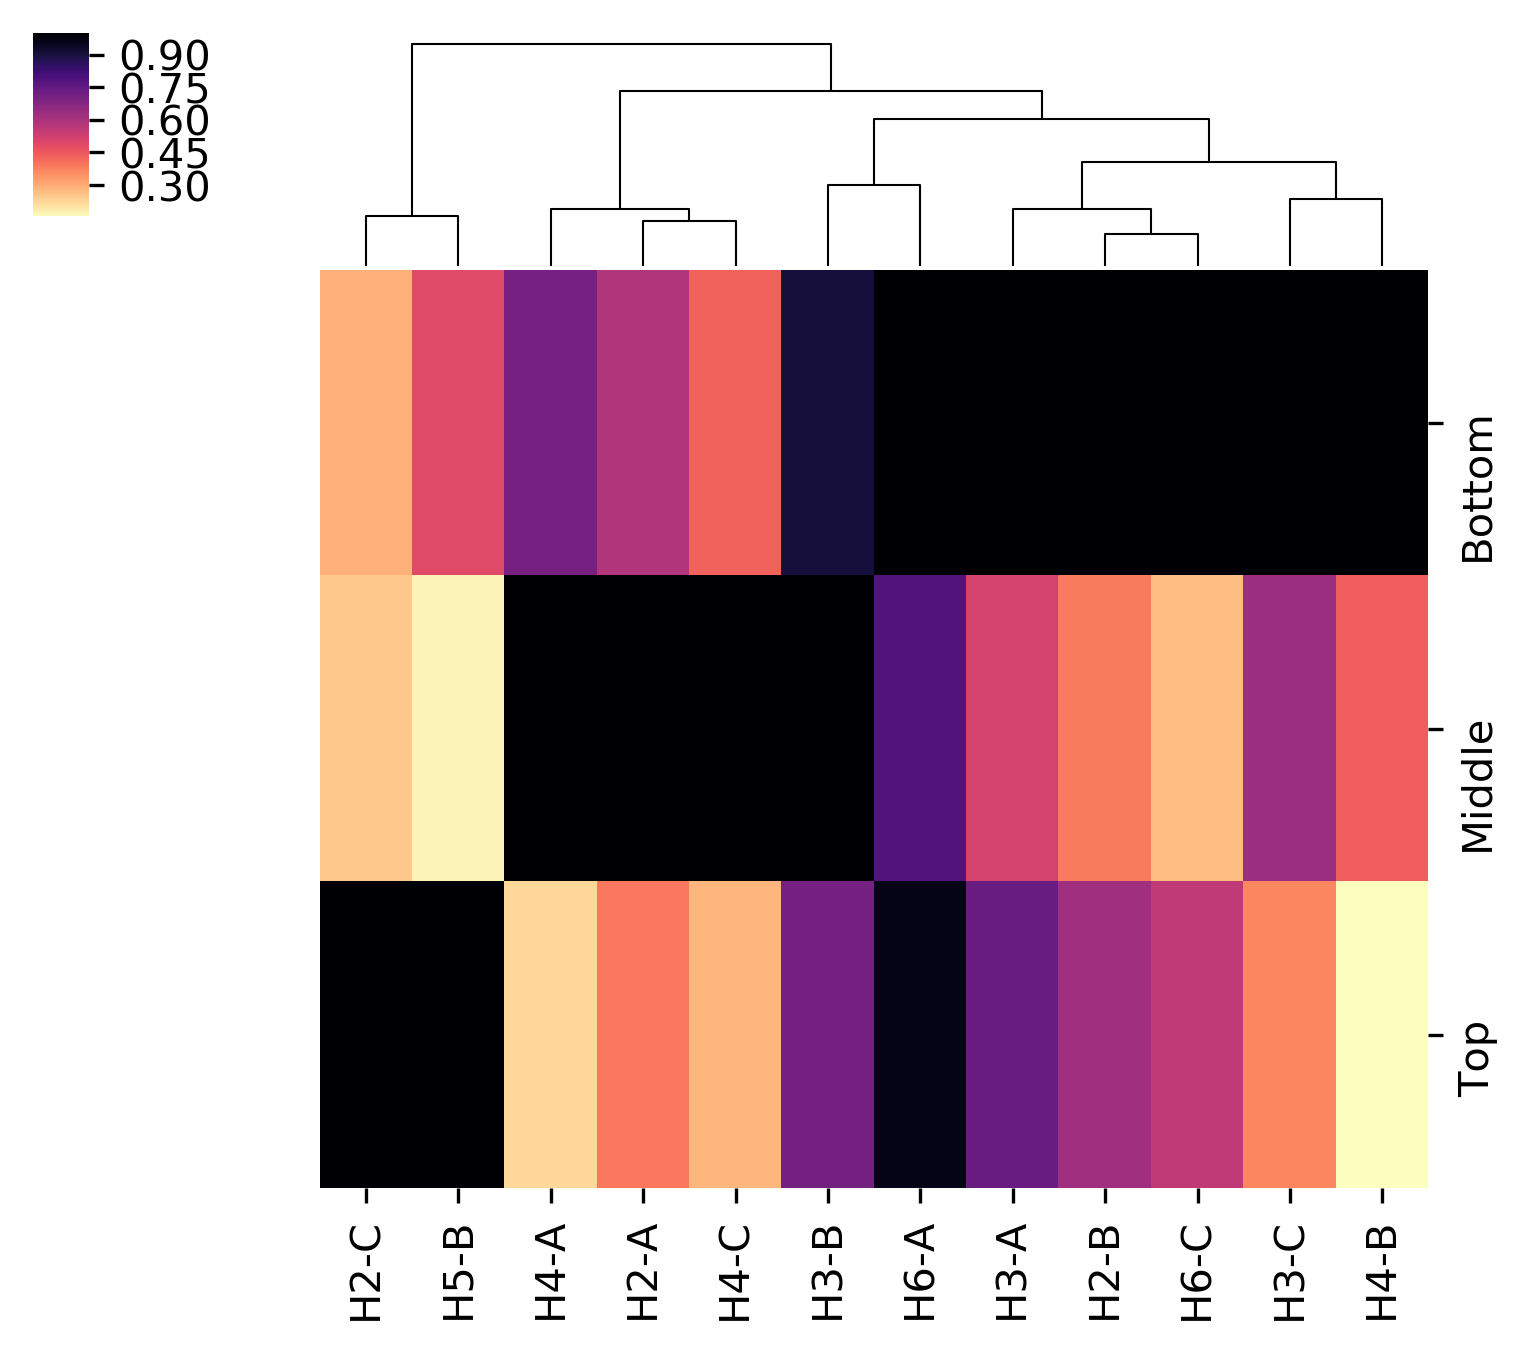 0.90
0.75
0.60
0.45
0.30
Bottom
Middle
Top
H2-C
H5-B
H4-A
H2-A
H4-C
H3-B
H6-A
H3-A
H2-B
H6-C
H3-C
H4-B